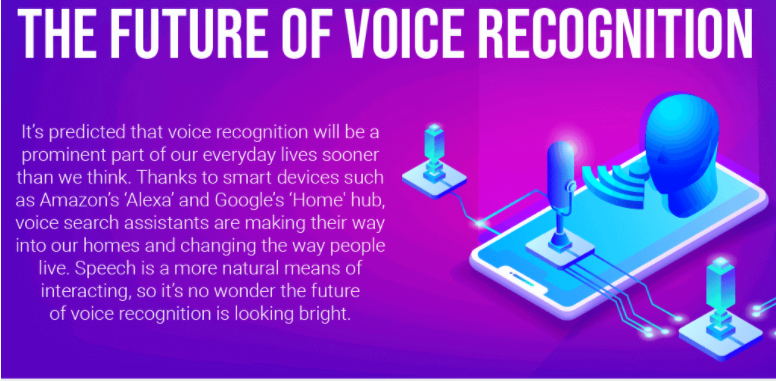 THE FUTURE OF VOICE RECOGNITION
It's predicted that voice recognition will be a
prominent part of our everyday lives sooner
than we think. Thanks to smart devices such
as Amazon's ‘Alexa’ and Google's ‘Home' hub,
voice search assistants are making their way
into our homes and changing the way people
live. Speech is a more natural means of
interacting, so it's no wonder the future
of voice recognition is looking bright.